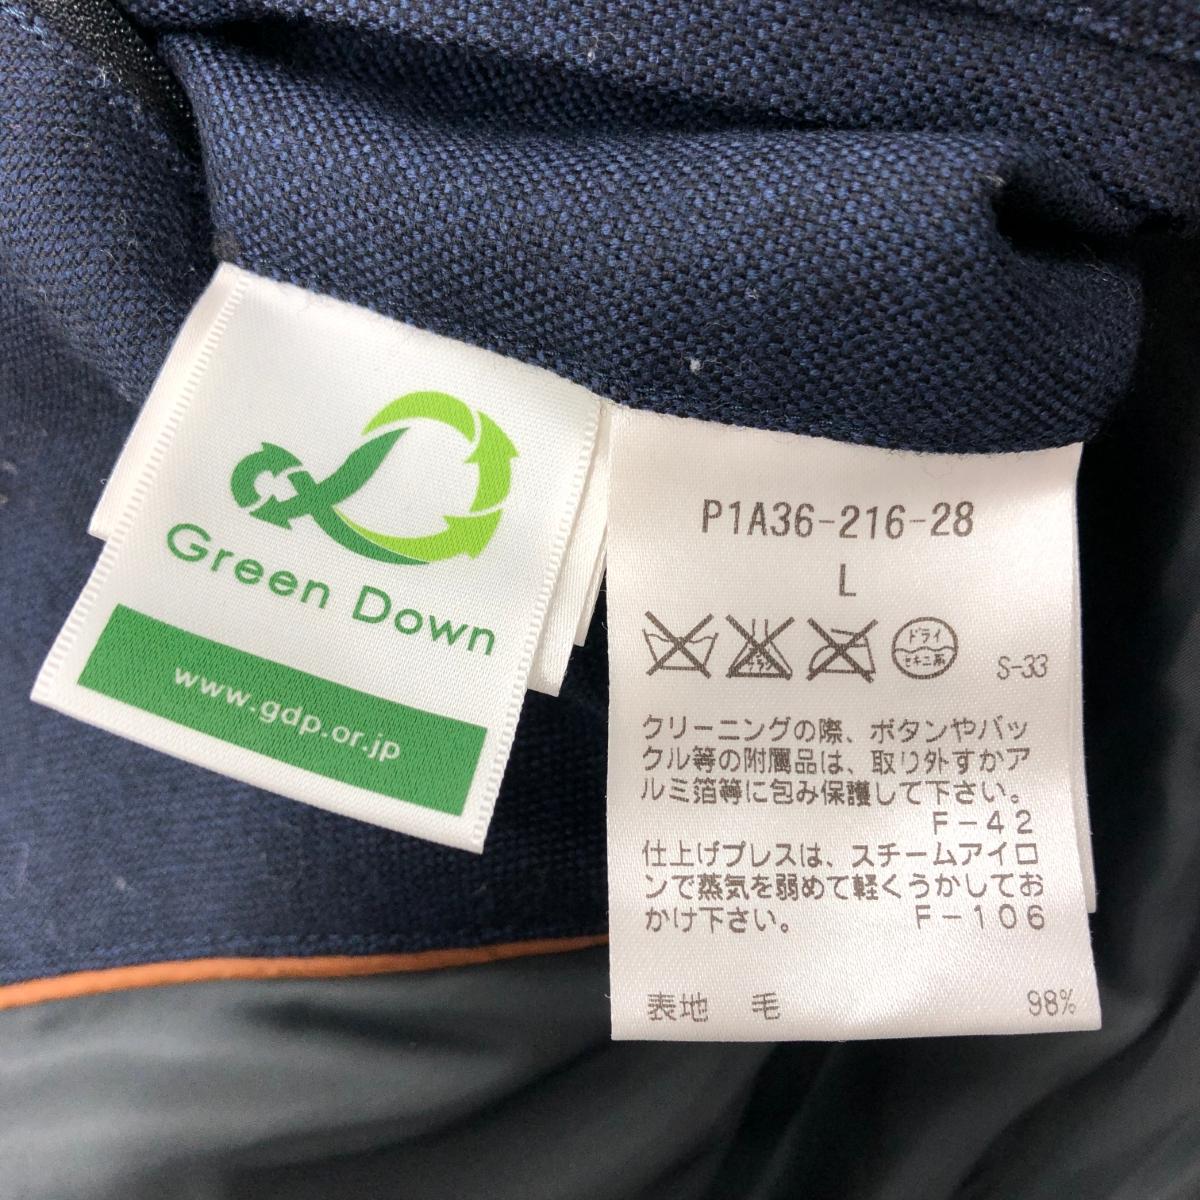 Green Down
www.gdp.or.jp
P1A36-216-28
L
ドライ
セキユ系
S-33
クリーニングの際、ボタンやバッ
クル等の附属品は、取り外すかア
ルミ箔等に包み保護して下さい。
F-42
仕上げプレスは、スチームアイロ
ンで蒸気を弱めて軽くうかしてお
かけ下さい。 F-106
表地 毛 98%